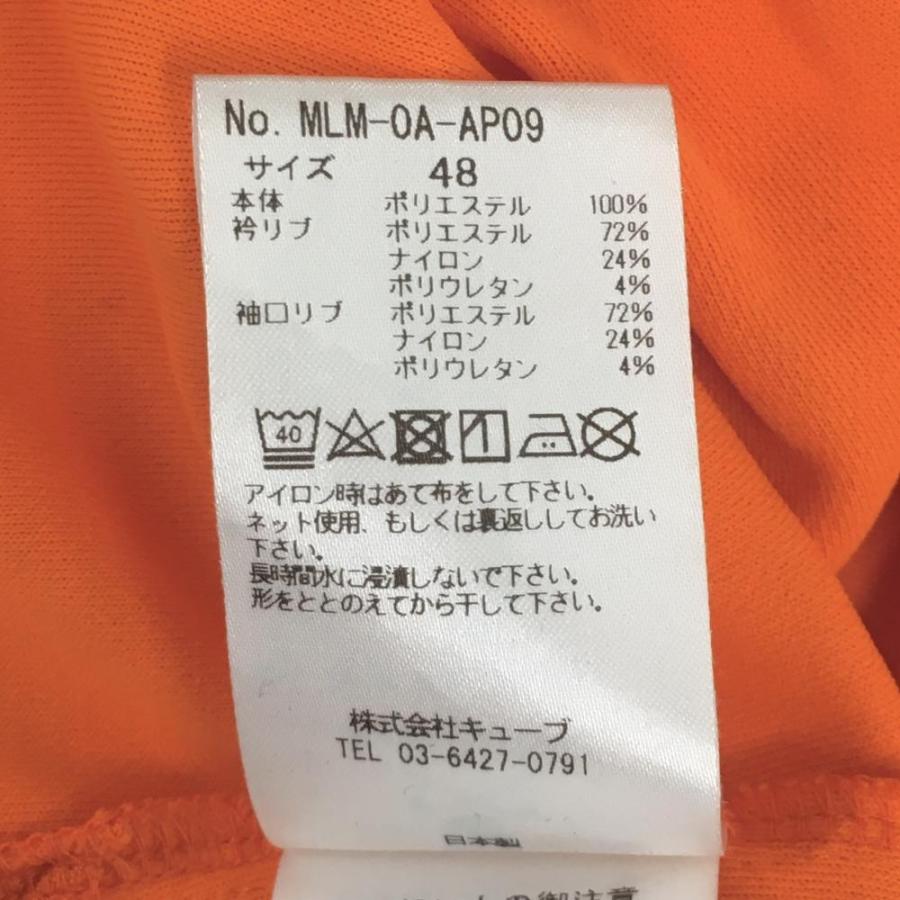 No. MLM-OA-AP09
サイズ 48
本体 ポリエステル 100%
衿リブ ポリエステル 72%
ナイロン 24%
ポリウレタン 4%
袖口リブ ポリエステル 72%
ナイロン 24%
ポリウレタン 4%
40
アイロン時はあて布をして下さい。
ネット使用、もしくは裏返ししてお洗い
下さい。
長時間水に浸漬しないで下さい。
形をととのえてから干して下さい。
株式会社キューブ
TEL 03-6427-0791
日本製
の御注意